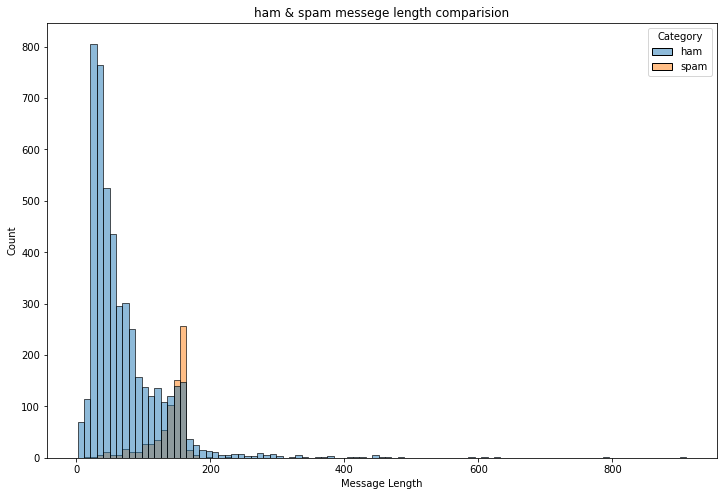 ham & spam messege length comparision
Category
ham
spam
800
700
600
500
400
300
200
100
0
Count
0 200 400 600 800
Message Length